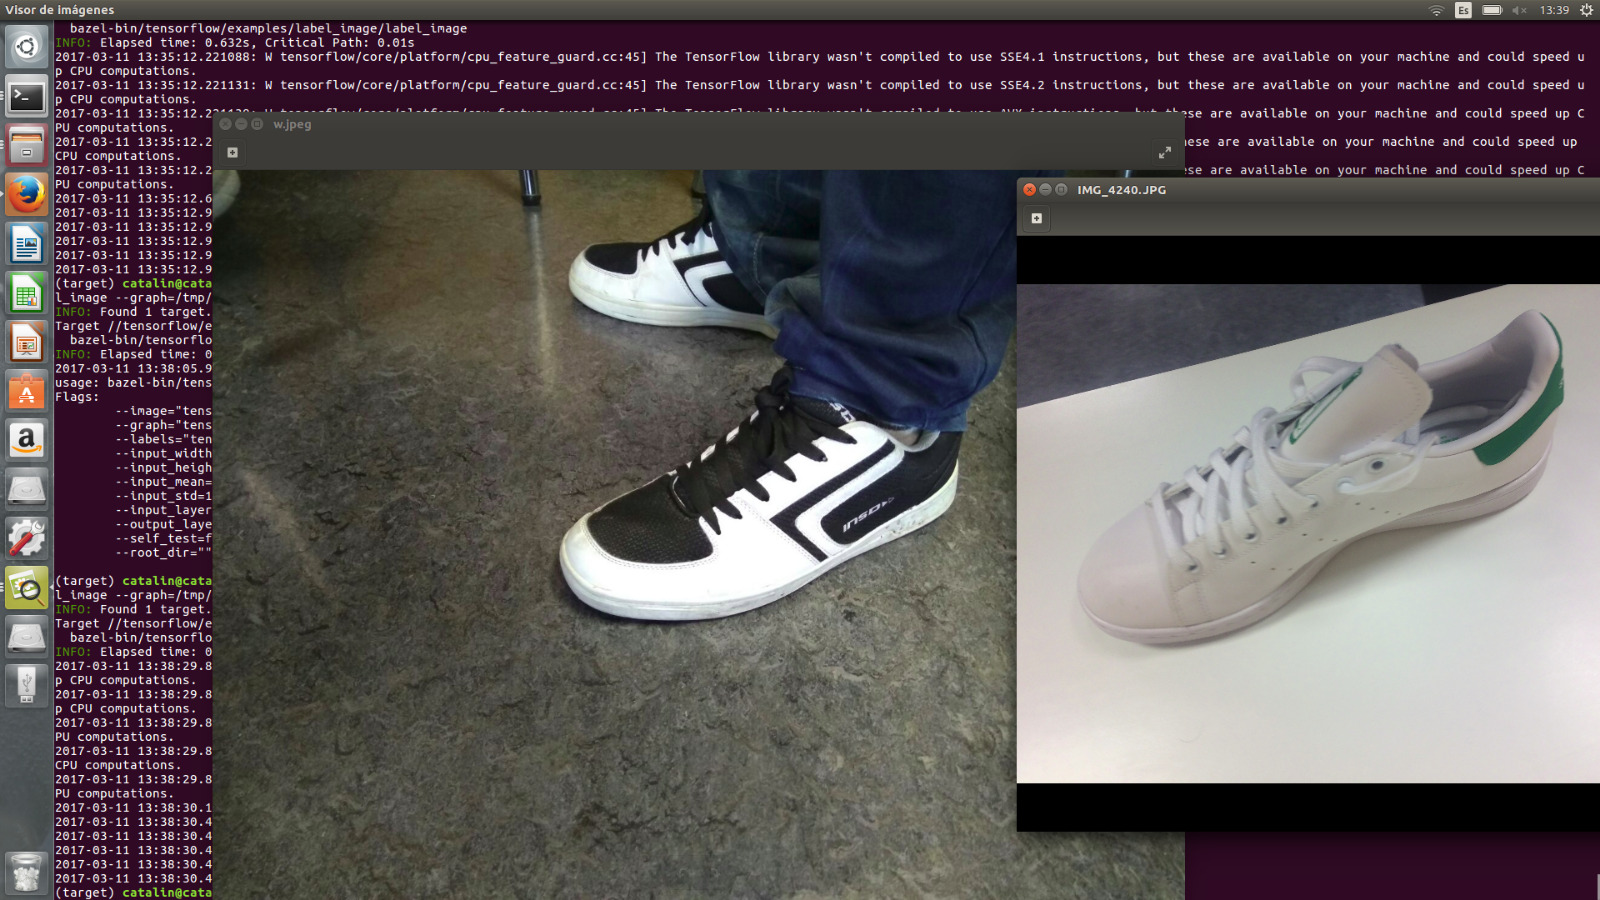 Visor de imágenes
Es
13:39
bazel-bin/tensorflow/examples/label_image/label_image
INFO: Elapsed time: 0.632s, Critical Path: 0.01s
2017-03-11 13:35:12.221088: W tensorflow/core/platform/cpu_feature_guard.cc:45] The TensorFlow library wasn't compiled to use SSE4.1 instructions, but these are available on your machine and could speed u
p CPU computations.
2017-03-11 13:35:12.221131: W tensorflow/core/platform/cpu_feature_guard.cc:45] The TensorFlow library wasn't compiled to use SSE4.2 instructions, but these are available on your machine and could speed u
p CPU computations.
2017-03-11 13:35:12.2 these are available on your machine and could speed up C
PU computations.
2017-03-11 13:35:12.2 these are available on your machine and could speed up
CPU computations.
2017-03-11 13:35:12.2 are available on your machine and could speed up C
PU computations.
2017-03-11 13:35:12.6
2017-03-11 13:35:12.9
2017-03-11 13:35:12.9
2017-03-11 13:35:12.9
2017-03-11 13:35:12.9
2017-03-11 13:35:12.9
(target) catalin@cata
l_image --graph=/tmp/
INFO: Found 1 target.
Target //tensorflow/e
bazel-bin/tensorflo
INFO: Elapsed time: 0
2017-03-11 13:38:05.9
usage: bazel-bin/tens
Flags:
--image="tens
--graph="tens
--labels="ten
--input_width
--input_heigh
--input_mean=
--input_std=1
--input_layer
--output_laye
--self_test=f
--root_dir=""
(target) catalin@cata
l_image --graph=/tmp/
INFO: Found 1 target.
Target //tensorflow/e
bazel-bin/tensorflo
INFO: Elapsed time: 0
2017-03-11 13:38:29.8
p CPU computations.
2017-03-11 13:38:29.8
p CPU computations.
2017-03-11 13:38:29.8
PU computations.
2017-03-11 13:38:29.8
CPU computations.
2017-03-11 13:38:29.8
PU computations.
2017-03-11 13:38:30.1
2017-03-11 13:38:30.4
2017-03-11 13:38:30.4
2017-03-11 13:38:30.4
2017-03-11 13:38:30.4
2017-03-11 13:38:30.4
(target) catalin@cata
w.jpeg
INSD
IMG_4240.JPG